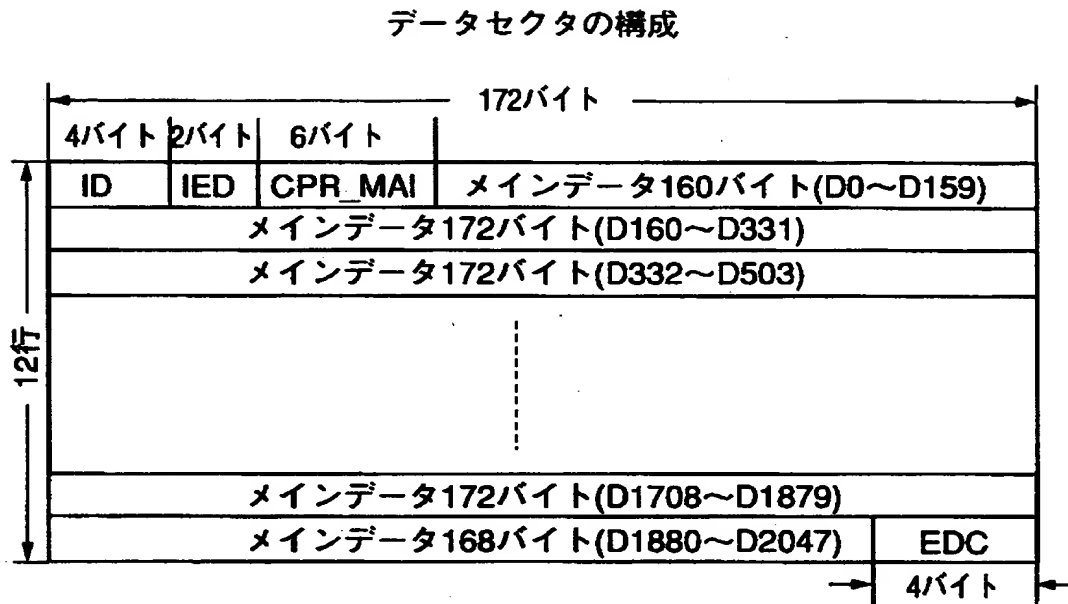 データセクタの構成
172バイト
4バイト 2バイト 6バイト
ID IED CPR_MAI メインデータ160バイト(D0〜D159)
メインデータ172バイト(D160〜D331)
メインデータ172バイト(D332〜D503)
12行
メインデータ172バイト(D1708〜D1879)
メインデータ168バイト(D1880〜D2047) EDC
4バイト